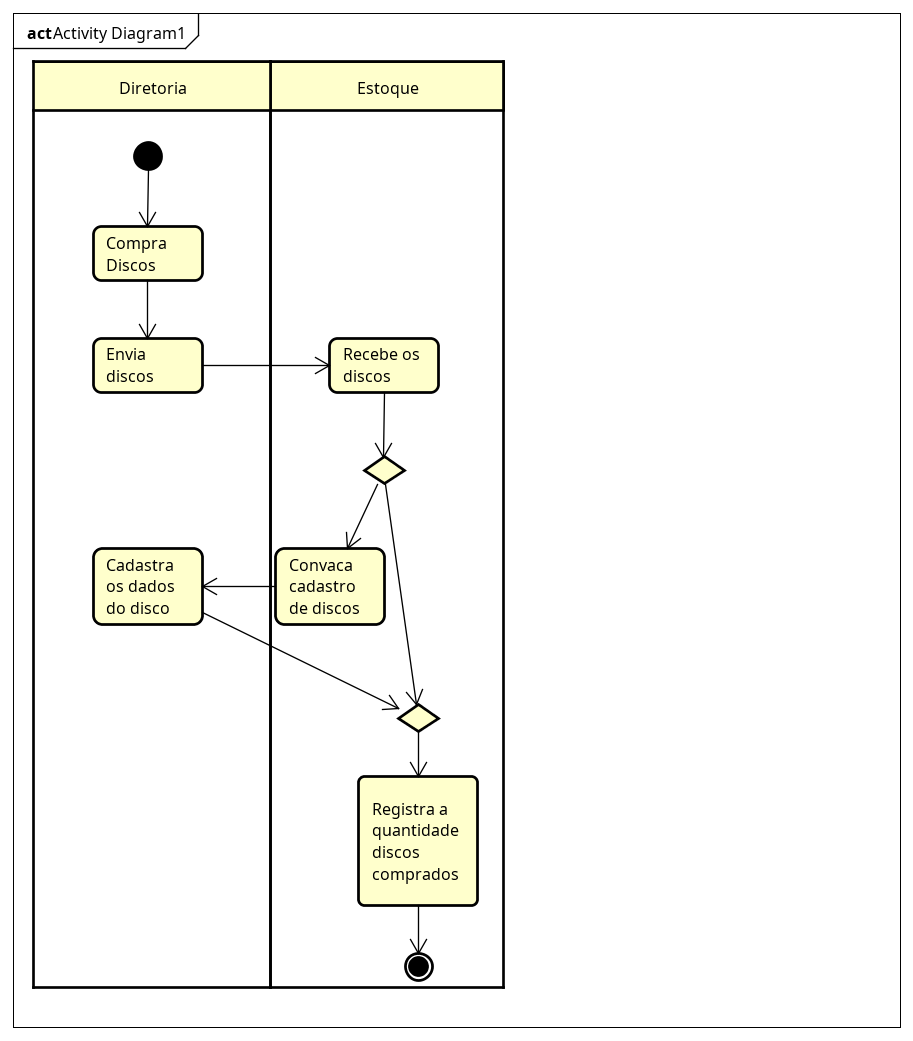 act Activity Diagram1
Diretoria
Estoque
Compra
Discos
Envia
discos
Recebe os
discos
Cadastra
os dados
do disco
Convaca
cadastro
de discos
Registra a
quantidade
discos
comprados